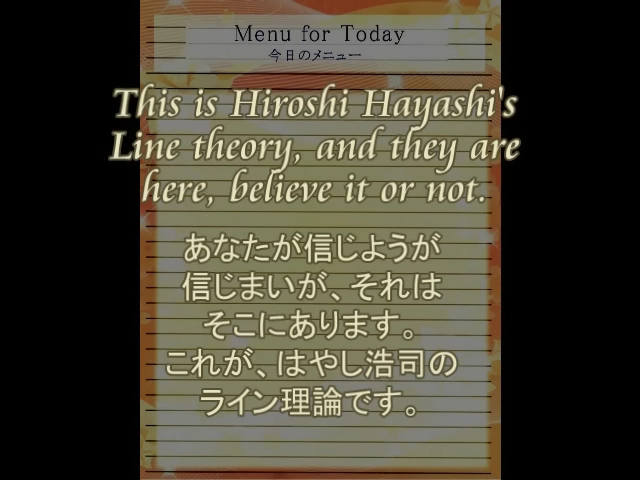 Menu for Today
今日のメニュー
This is Hiroshi Hayashi's
Line theory, and they are
here, believe it or not.
あなたが信じようが
信じまいが、それは
そこにあります。
これが、はやし浩司の
ライン理論です。